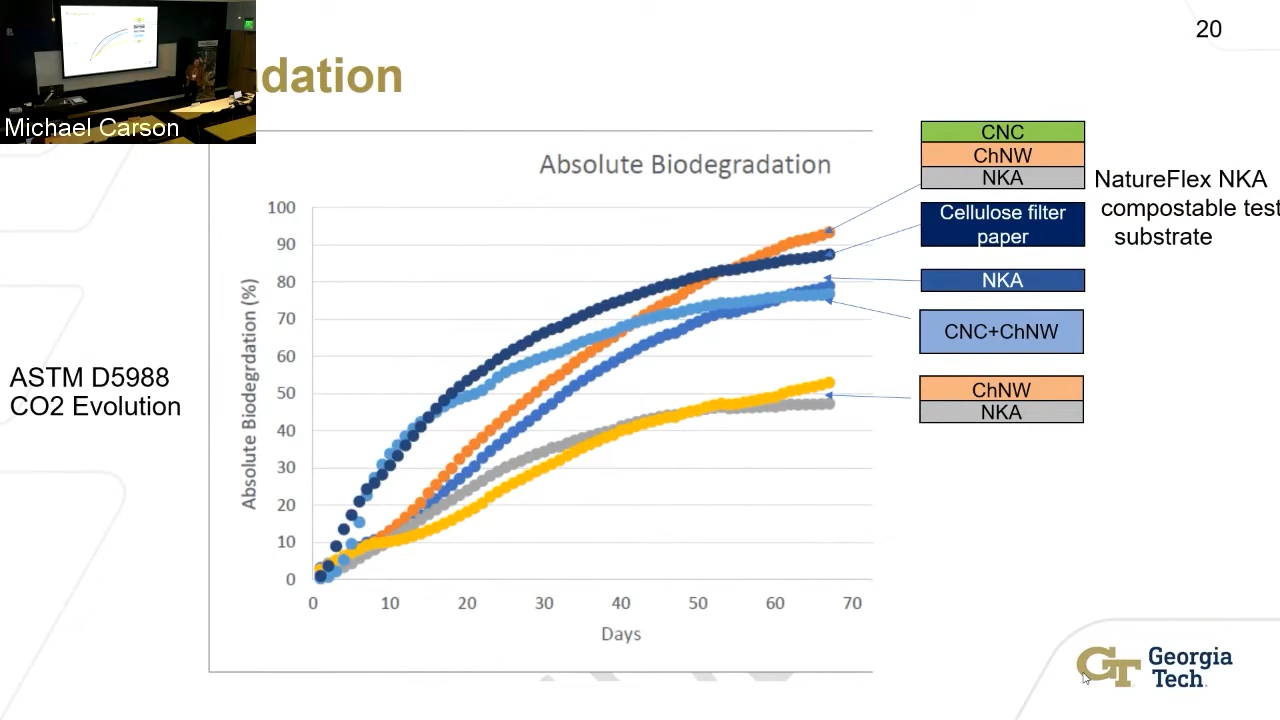 20
dation
Michael Carson
Absolute Biodegradation
CNC
ChNW
NKA
NatureFlex NKA
compostable test
substrate
Cellulose filter
paper
NKA
CNC+ChNW
ChNW
NKA
ASTM D5988
CO2 Evolution
Absolute Biodegrdation (%)
100
90
80
70
60
50
40
30
20
10
0
0 10 20 30 40 50 60 70
Days
GT Georgia
Tech